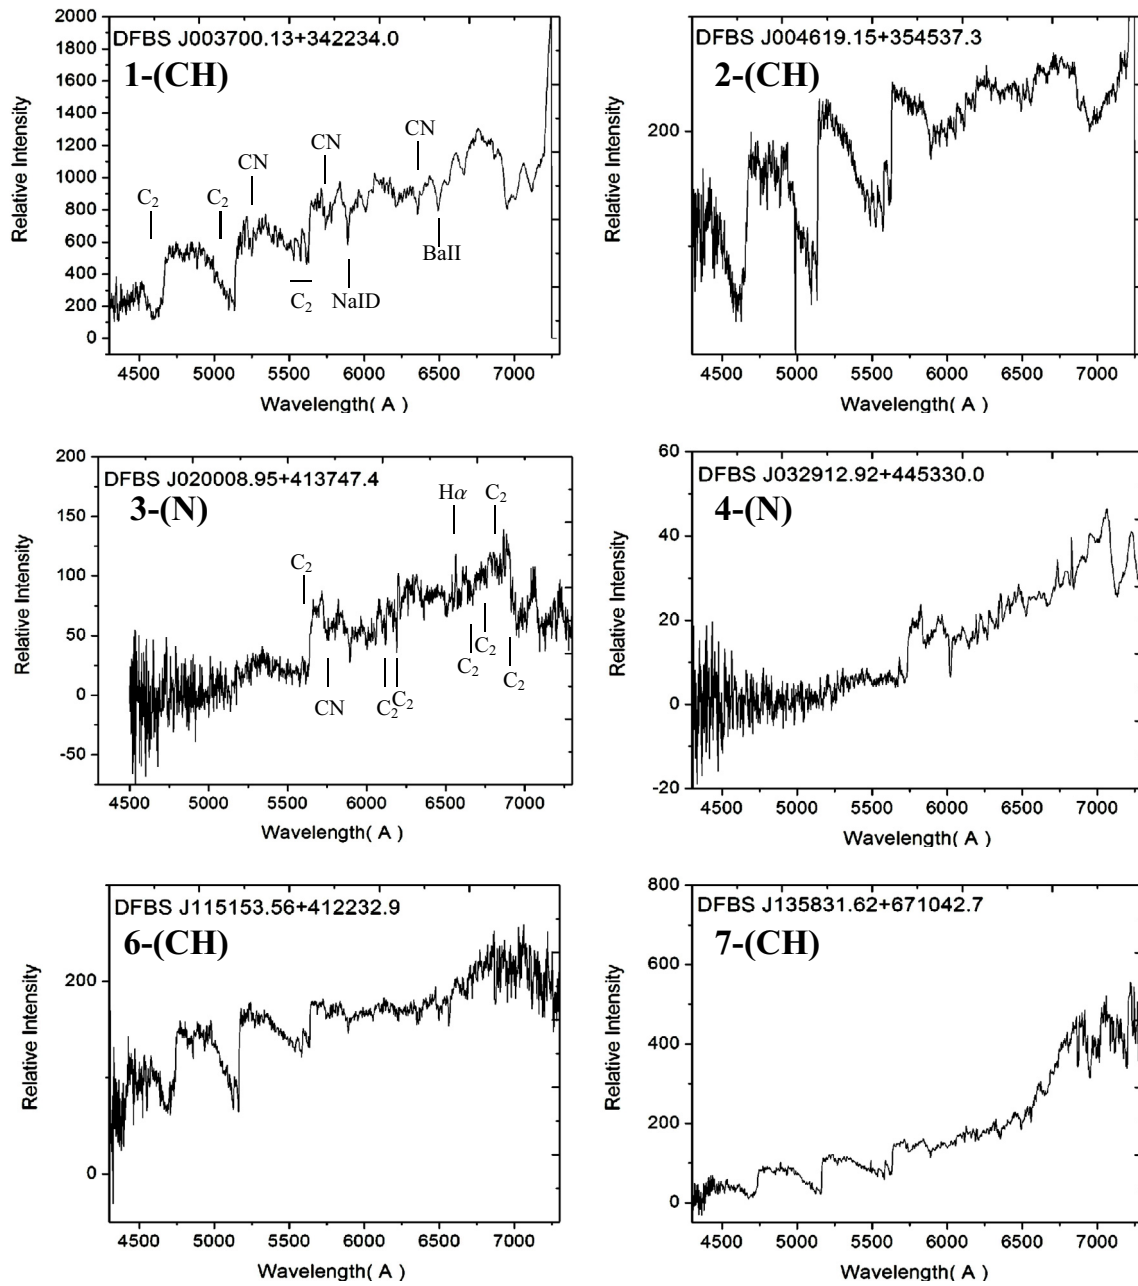 DFBS J003700.13+342234.0
1-(CH)
Relative Intensity
2000
1800
1600
1400
1200
1000
800
600
400
200
0
C₂
C₂
CN
CN
CN
C₂
NaID
BaII
4500 5000 5500 6000 6500 7000
Wavelength( A )
DFBS J004619.15+354537.3
2-(CH)
Relative Intensity
200
4500 5000 5500 6000 6500 7000
Wavelength( A )
DFBS J020008.95+413747.4
3-(N)
Relative Intensity
200
150
100
50
0
-50
C₂
Hα
C₂
CN
C₂
C₂
C₂
C₂
C₂
4500 5000 5500 6000 6500 7000
Wavelength( A )
DFBS J032912.92+445330.0
4-(N)
Relative Intensity
60
40
20
0
-20
4500 5000 5500 6000 6500 7000
Wavelength( A )
DFBS J115153.56+412232.9
6-(CH)
Relative Intensity
200
0
4500 5000 5500 6000 6500 7000
Wavelength( A )
DFBS J135831.62+671042.7
7-(CH)
Relative Intensity
800
600
400
200
0
4500 5000 5500 6000 6500 7000
Wavelength( A )